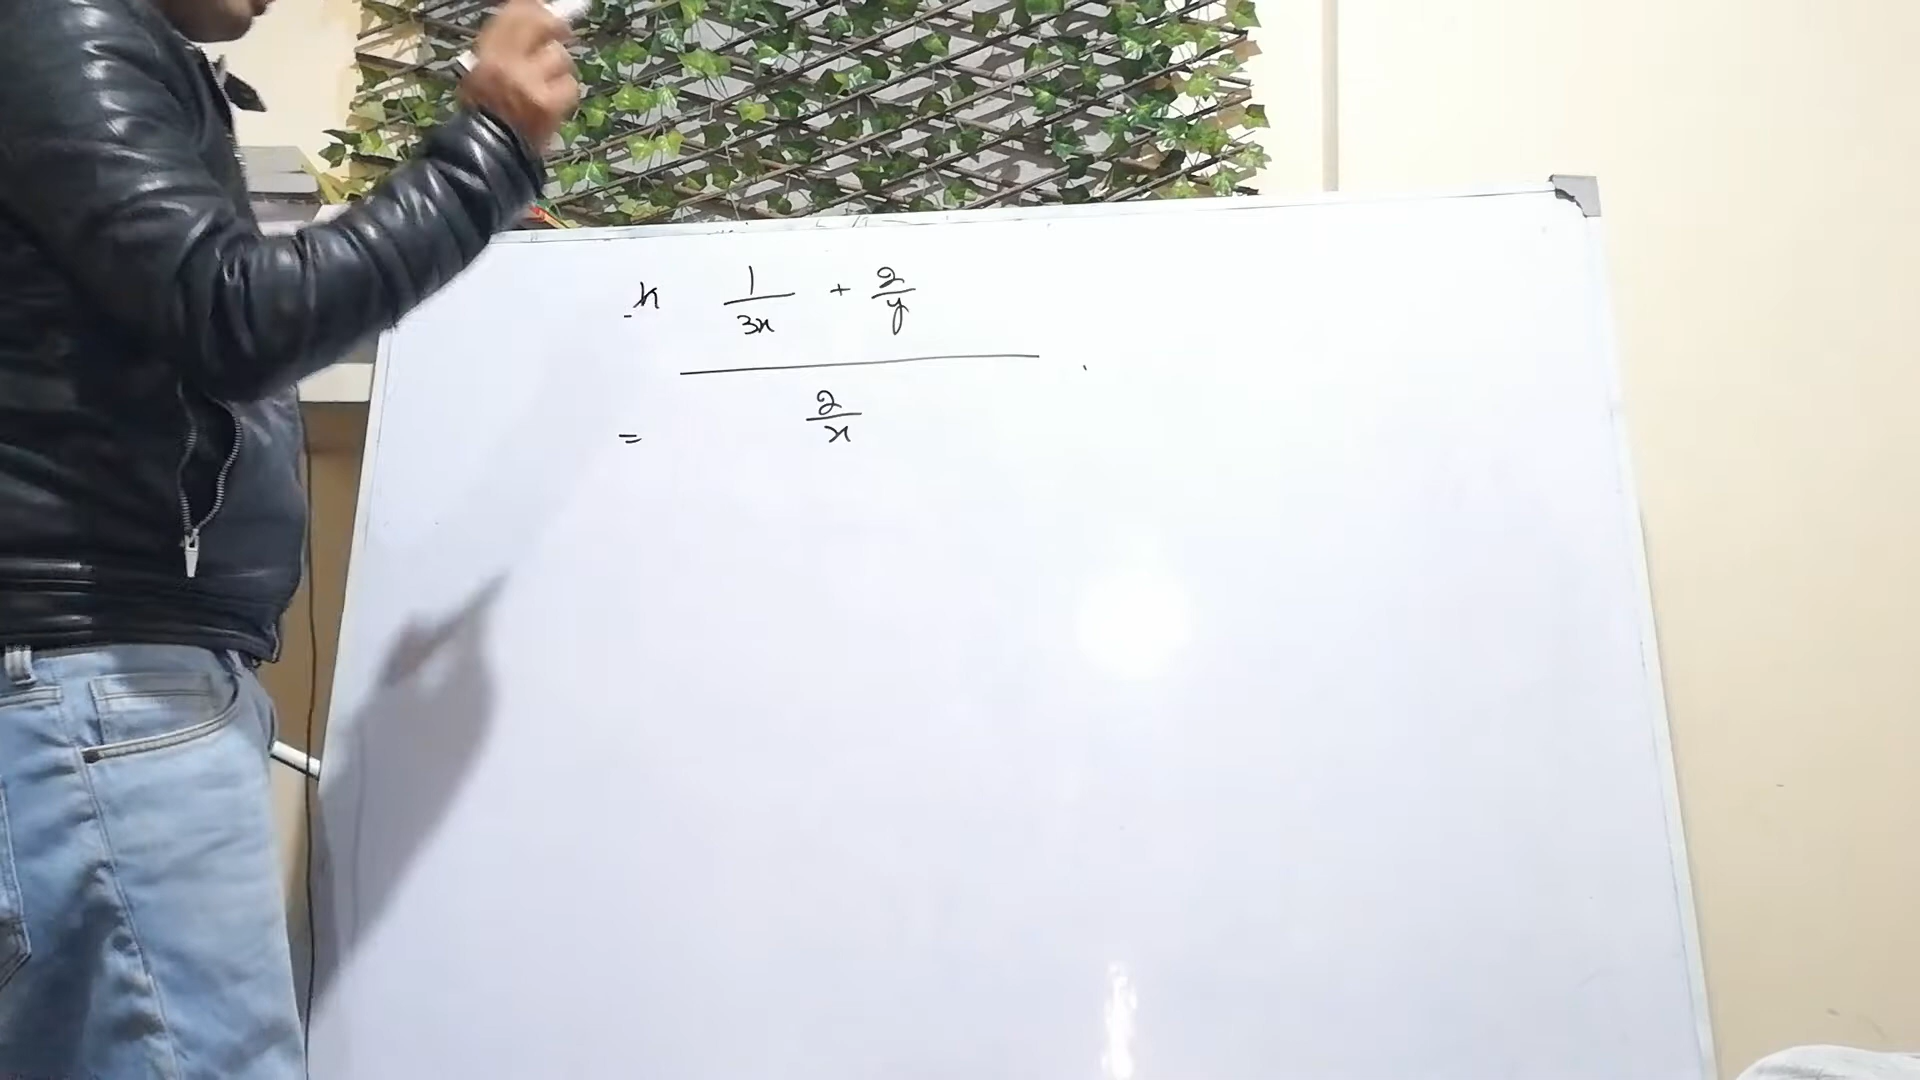 x 1/3x + 2/y
= 2/x